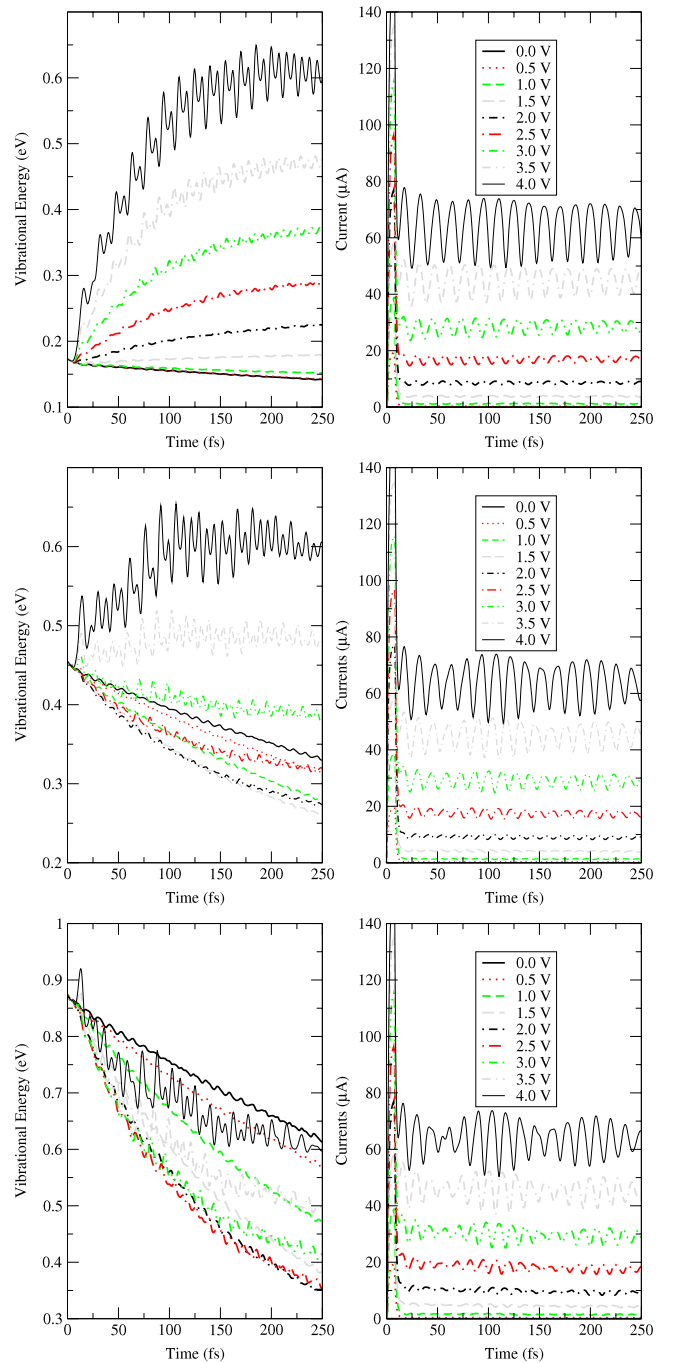 0.6
0.5
0.4
0.3
0.2
0.1
Vibrational Energy (eV)
0 50 100 150 200 250
Time (fs)
140
120
100
80
60
40
20
0
Current (μA)
0.0 V
0.5 V
1.0 V
1.5 V
2.0 V
2.5 V
3.0 V
3.5 V
4.0 V
0 50 100 150 200 250
Time (fs)
0.6
0.5
0.4
0.3
0.2
Vibrational Energy (eV)
0 50 100 150 200 250
Time (fs)
140
120
100
80
60
40
20
0
Currents (μA)
0.0 V
0.5 V
1.0 V
1.5 V
2.0 V
2.5 V
3.0 V
3.5 V
4.0 V
0 50 100 150 200 250
Time (fs)
1
0.9
0.8
0.7
0.6
0.5
0.4
0.3
Vibrational Energy (eV)
0 50 100 150 200 250
Time (fs)
140
120
100
80
60
40
20
0
Currents (μA)
0.0 V
0.5 V
1.0 V
1.5 V
2.0 V
2.5 V
3.0 V
3.5 V
4.0 V
0 50 100 150 200 250
Time (fs)